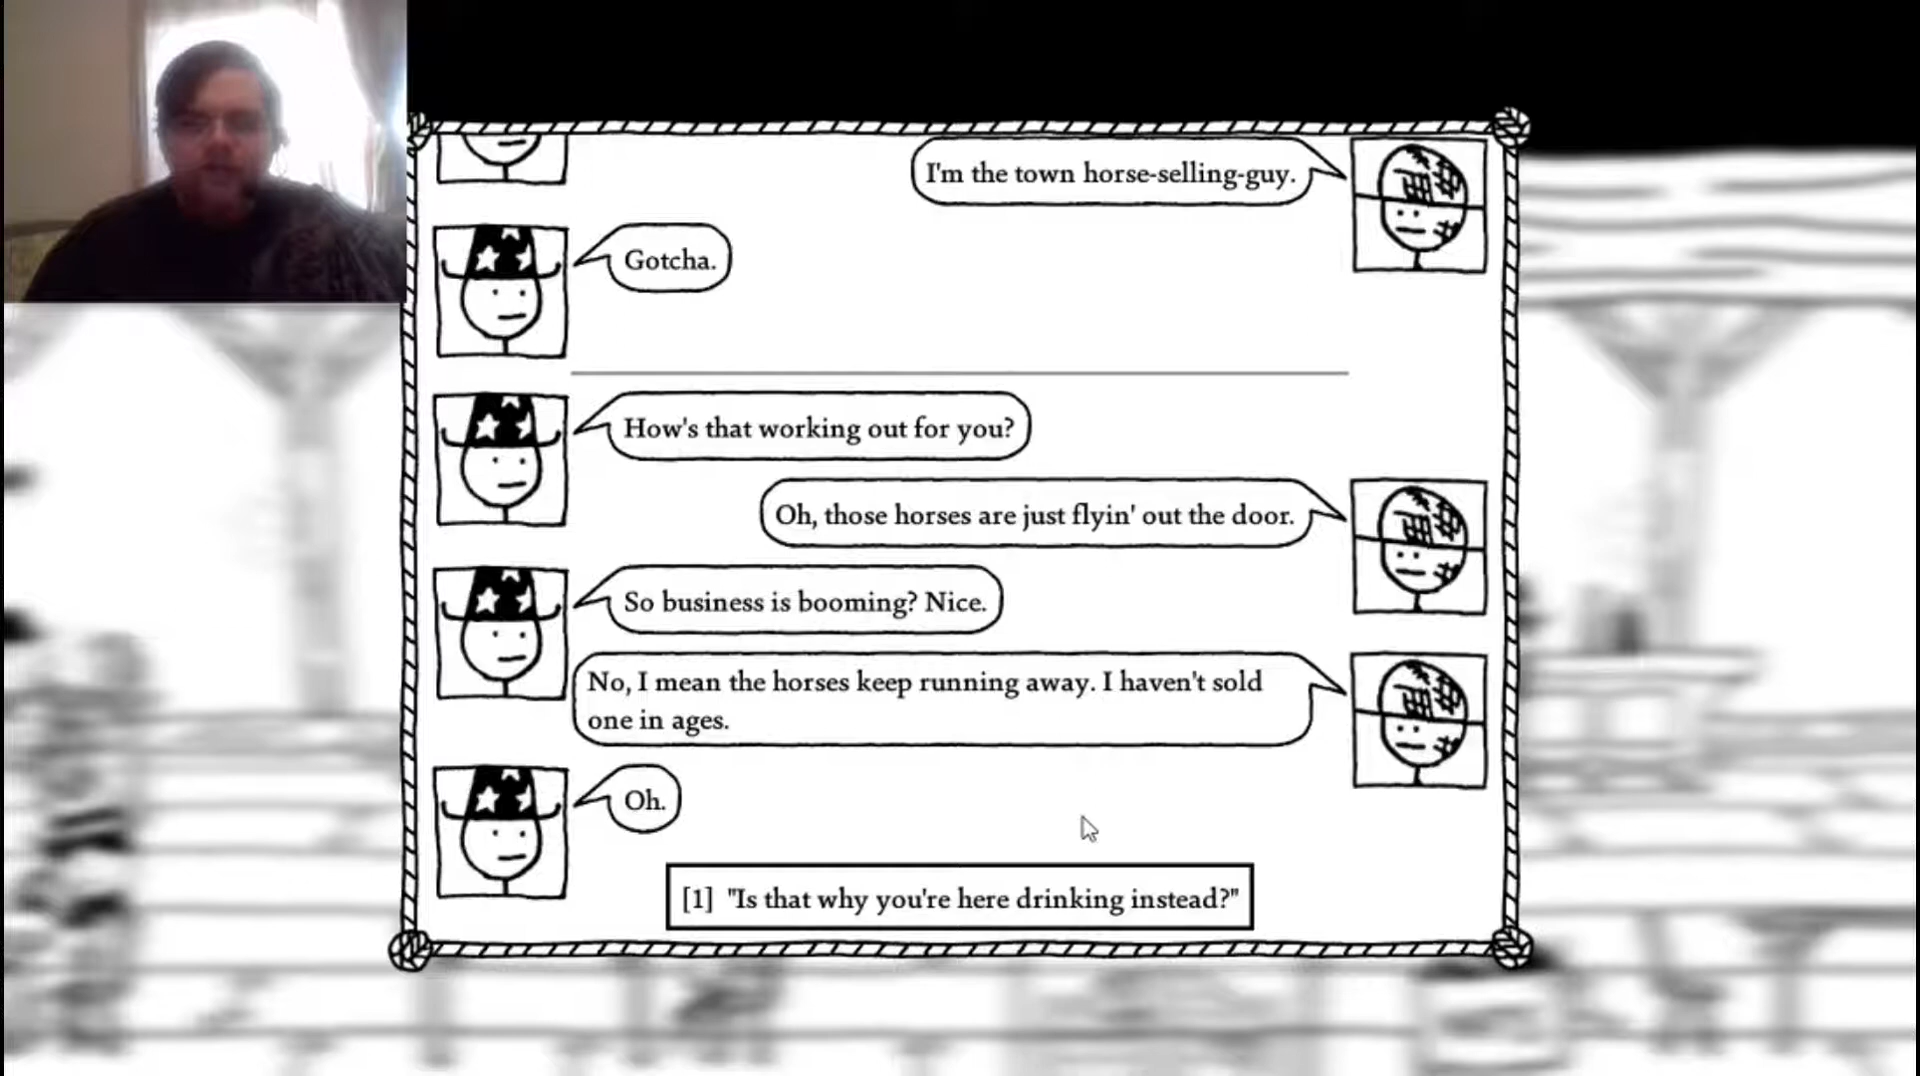 I'm the town horse-selling-guy.
Gotcha.
How's that working out for you?
Oh, those horses are just flyin' out the door.
So business is booming? Nice.
No, I mean the horses keep running away. I haven't sold
one in ages.
Oh.
[1] "Is that why you're here drinking instead?"